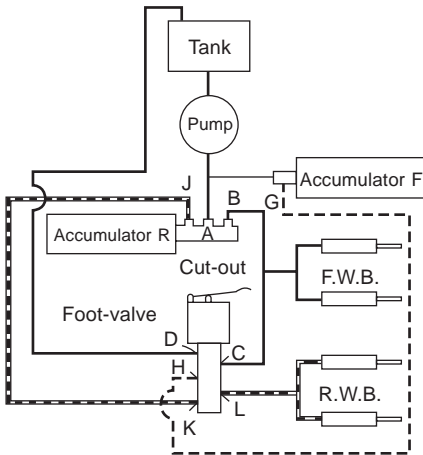 Tank
Pump
J
B
G
Accumulator F
Accumulator R
A
Cut-out
F.W.B.
Foot-valve
D
C
H
R.W.B.
L
K